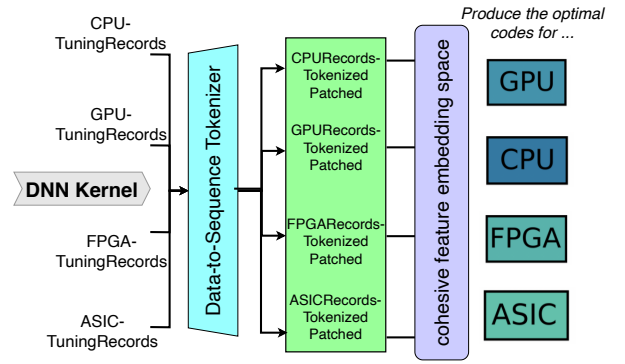 CPU-
TuningRecords
GPU-
TuningRecords
DNN Kernel
FPGA-
TuningRecords
ASIC-
TuningRecords
Data-to-Sequence Tokenizer
CPURecords-
Tokenized
Patched
GPURecords-
Tokenized
Patched
FPGARecords-
Tokenized
Patched
ASICRecords-
Tokenized
Patched
cohesive feature embedding space
Produce the optimal
codes for ...
GPU
CPU
FPGA
ASIC